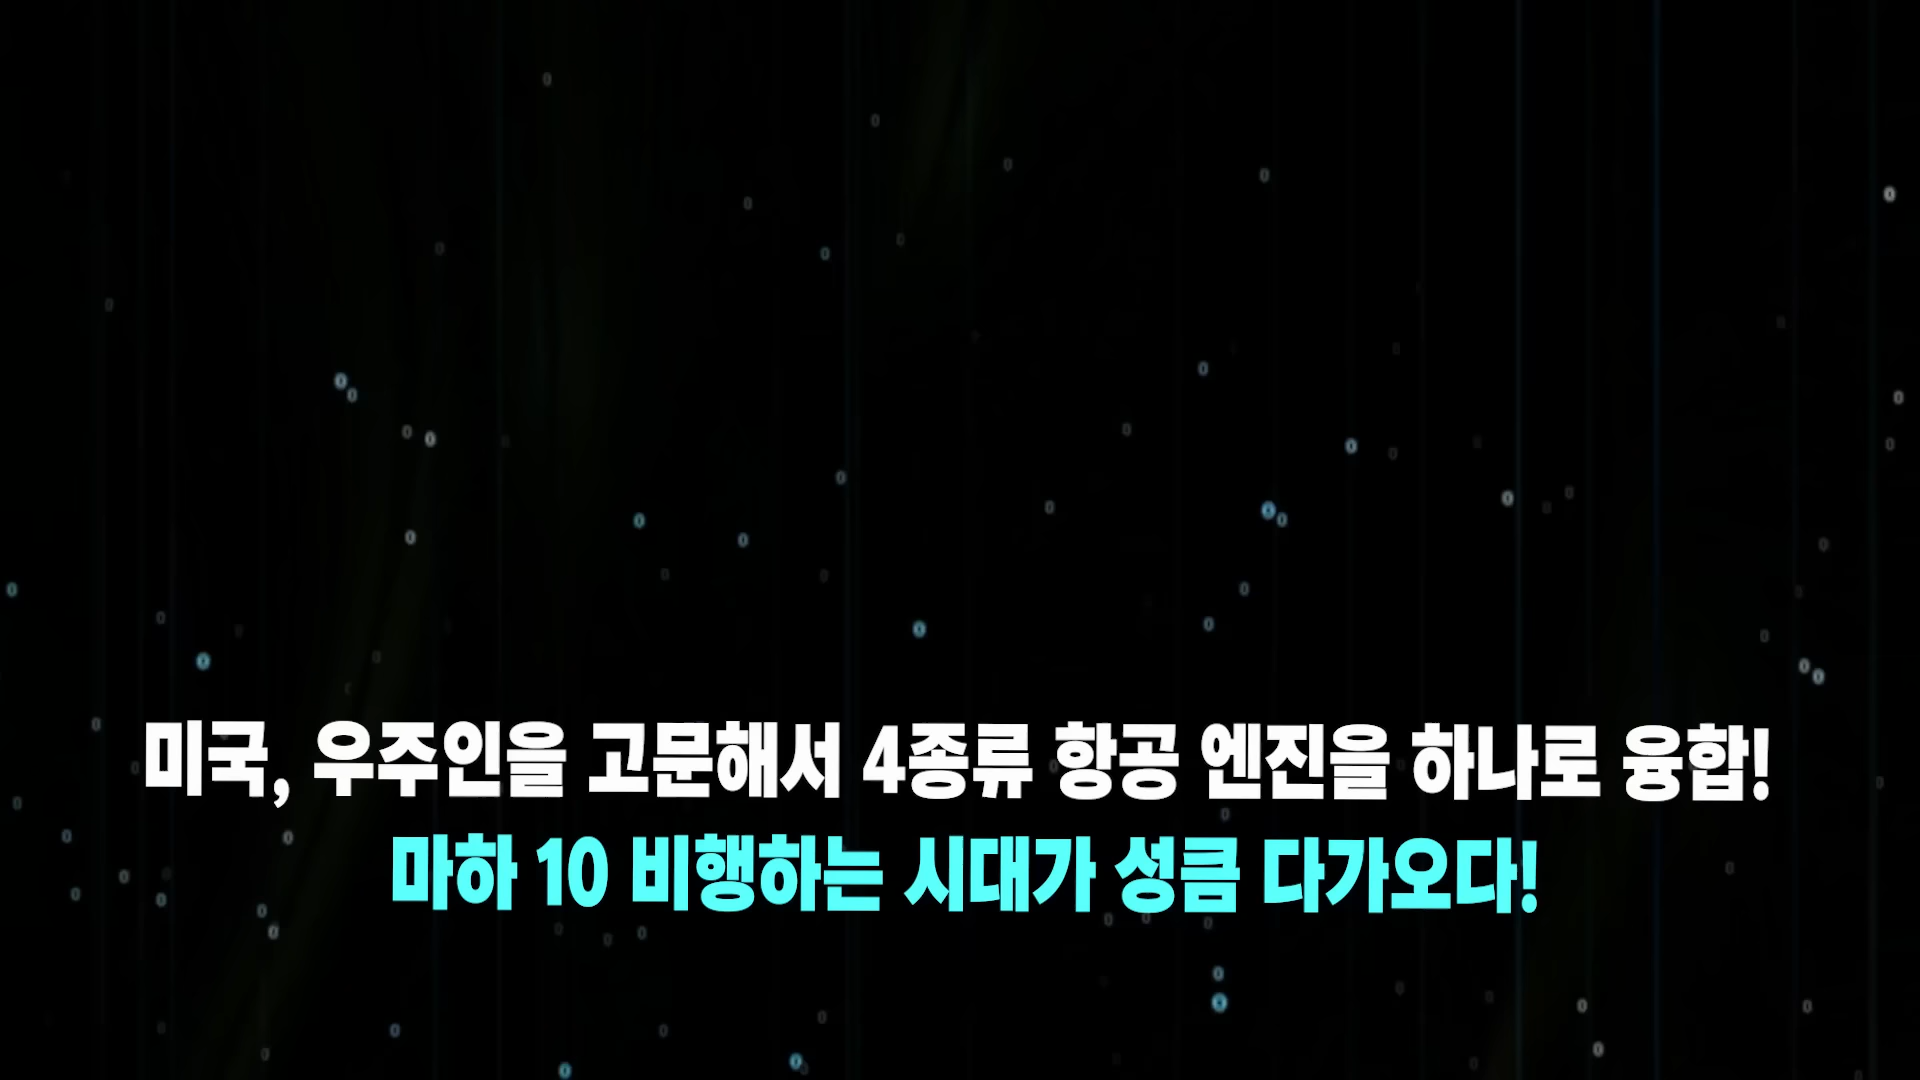 미국, 우주인을 고문해서 4종류 항공 엔진을 하나로 융합!
마하 10 비행하는 시대가 성큼 다가오다!